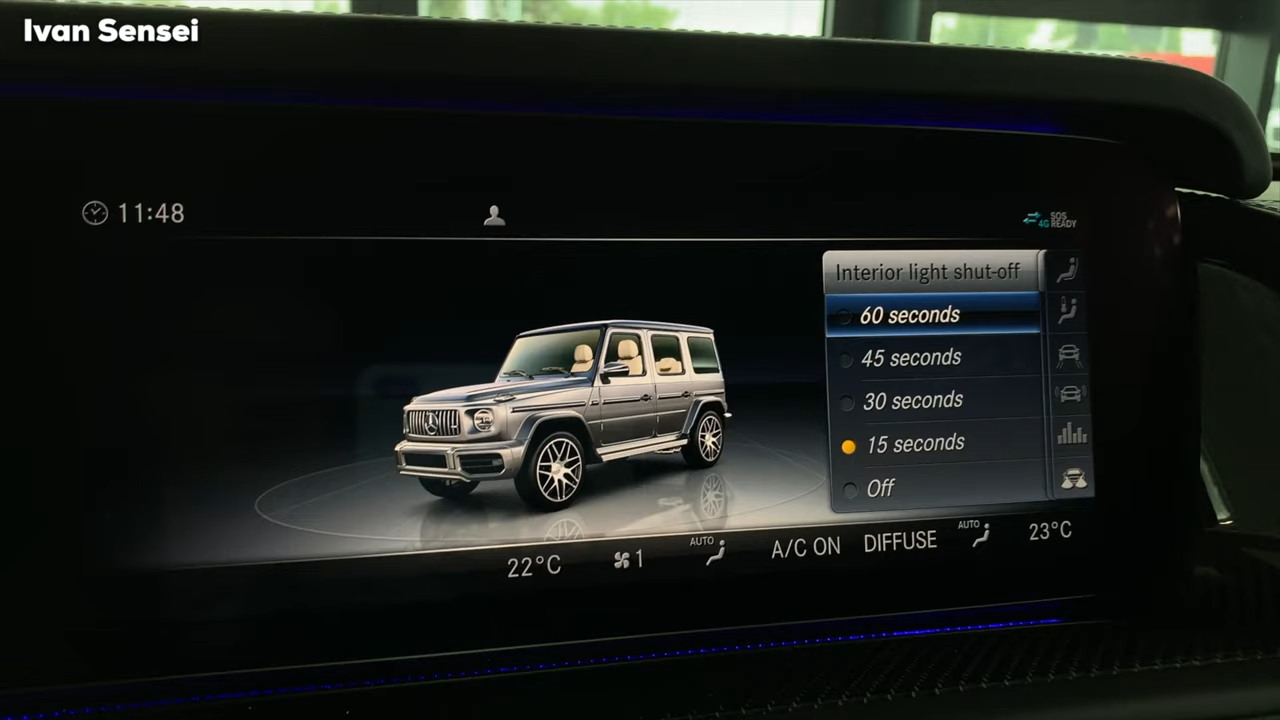 Ivan Sensei
11:48
4G
SOS
READY
Interior light shut-off
60 seconds
45 seconds
30 seconds
15 seconds
Off
22°C
1
AUTO
A/C ON
DIFFUSE
AUTO
23°C